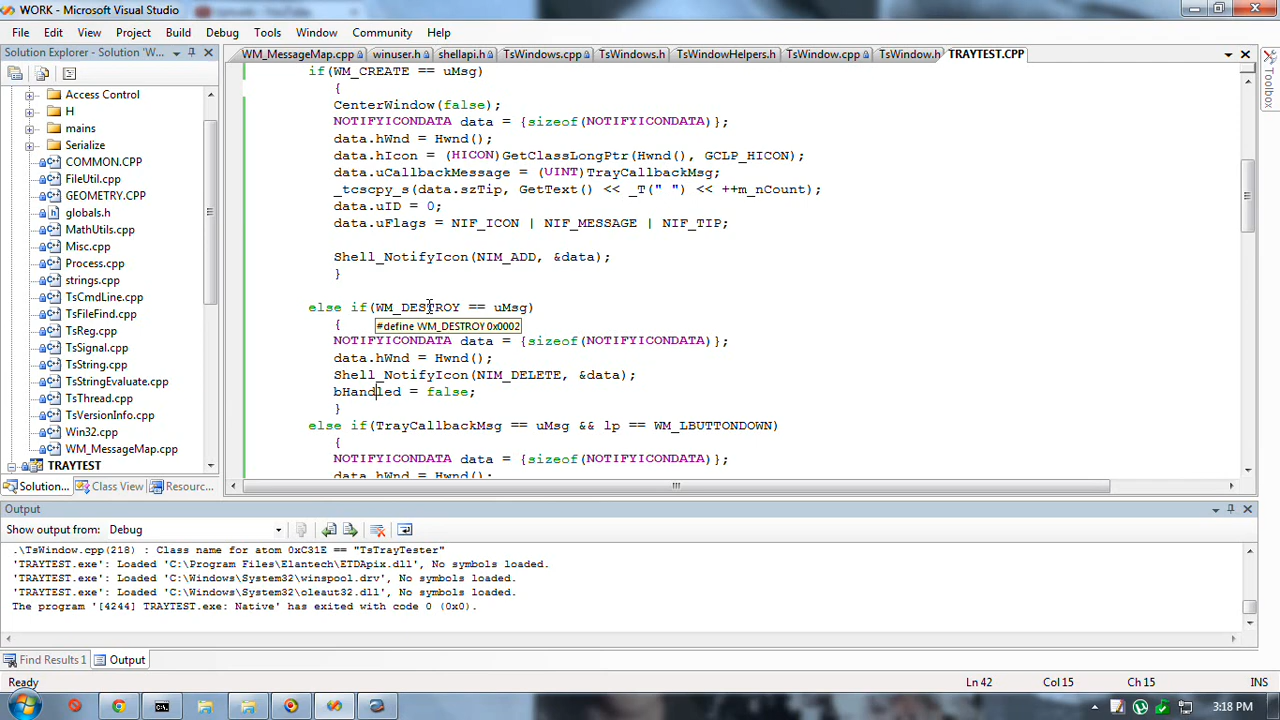 WORK - Microsoft Visual Studio
File Edit View Project Build Debug Tools Window Community Help
Solution Explorer - Solution 'W...
WM_MessageMap.cpp winuser.h shellapi.h TsWindows.cpp TsWindows.h TsWindowHelpers.h TsWindow.cpp TsWindow.h TRAYTEST.CPP
Toolbox
Access Control
H
mains
Serialize
COMMON.CPP
FileUtil.cpp
GEOMETRY.CPP
globals.h
MathUtils.cpp
Misc.cpp
Process.cpp
strings.cpp
TsCmdLine.cpp
TsFileFind.cpp
TsReg.cpp
TsSignal.cpp
TsString.cpp
TsStringEvaluate.cpp
TsThread.cpp
TsVersionInfo.cpp
Win32.cpp
WM_MessageMap.cpp
TRAYTEST
Solution... Class View Resourc...
if(WM_CREATE == uMsg)
{
CenterWindow(false);
NOTIFYICONDATA data = {sizeof(NOTIFYICONDATA)};
data.hWnd = Hwnd();
data.hIcon = (HICON)GetClassLongPtr(Hwnd(), GCLP_HICON);
data.uCallbackMessage = (UINT)TrayCallbackMsg;
_tcscpy_s(data.szTip, GetText() << _T(" ") << ++m_nCount);
data.uID = 0;
data.uFlags = NIF_ICON | NIF_MESSAGE | NIF_TIP;
Shell_NotifyIcon(NIM_ADD, &data);
}
else if(WM_DESTROY == uMsg)
{
#define WM_DESTROY 0x0002
NOTIFYICONDATA data = {sizeof(NOTIFYICONDATA)};
data.hWnd = Hwnd();
Shell_NotifyIcon(NIM_DELETE, &data);
bHandled = false;
}
else if(TrayCallbackMsg == uMsg && lp == WM_LBUTTONDOWN)
{
NOTIFYICONDATA data = {sizeof(NOTIFYICONDATA)};
data.hWnd = Hwnd();
Output
Show output from: Debug
.\TsWindow.cpp(218) : Class name for atom 0xC31E == "TsTrayTester"
'TRAYTEST.exe': Loaded 'C:\Program Files\Elantech\ETDApix.dll', No symbols loaded.
'TRAYTEST.exe': Loaded 'C:\Windows\System32\winspool.drv', No symbols loaded.
'TRAYTEST.exe': Loaded 'C:\Windows\System32\oleaut32.dll', No symbols loaded.
The program '[4244] TRAYTEST.exe: Native' has exited with code 0 (0x0).
Find Results 1 Output
Ready Ln 42 Col 15 Ch 15 INS
3:18 PM